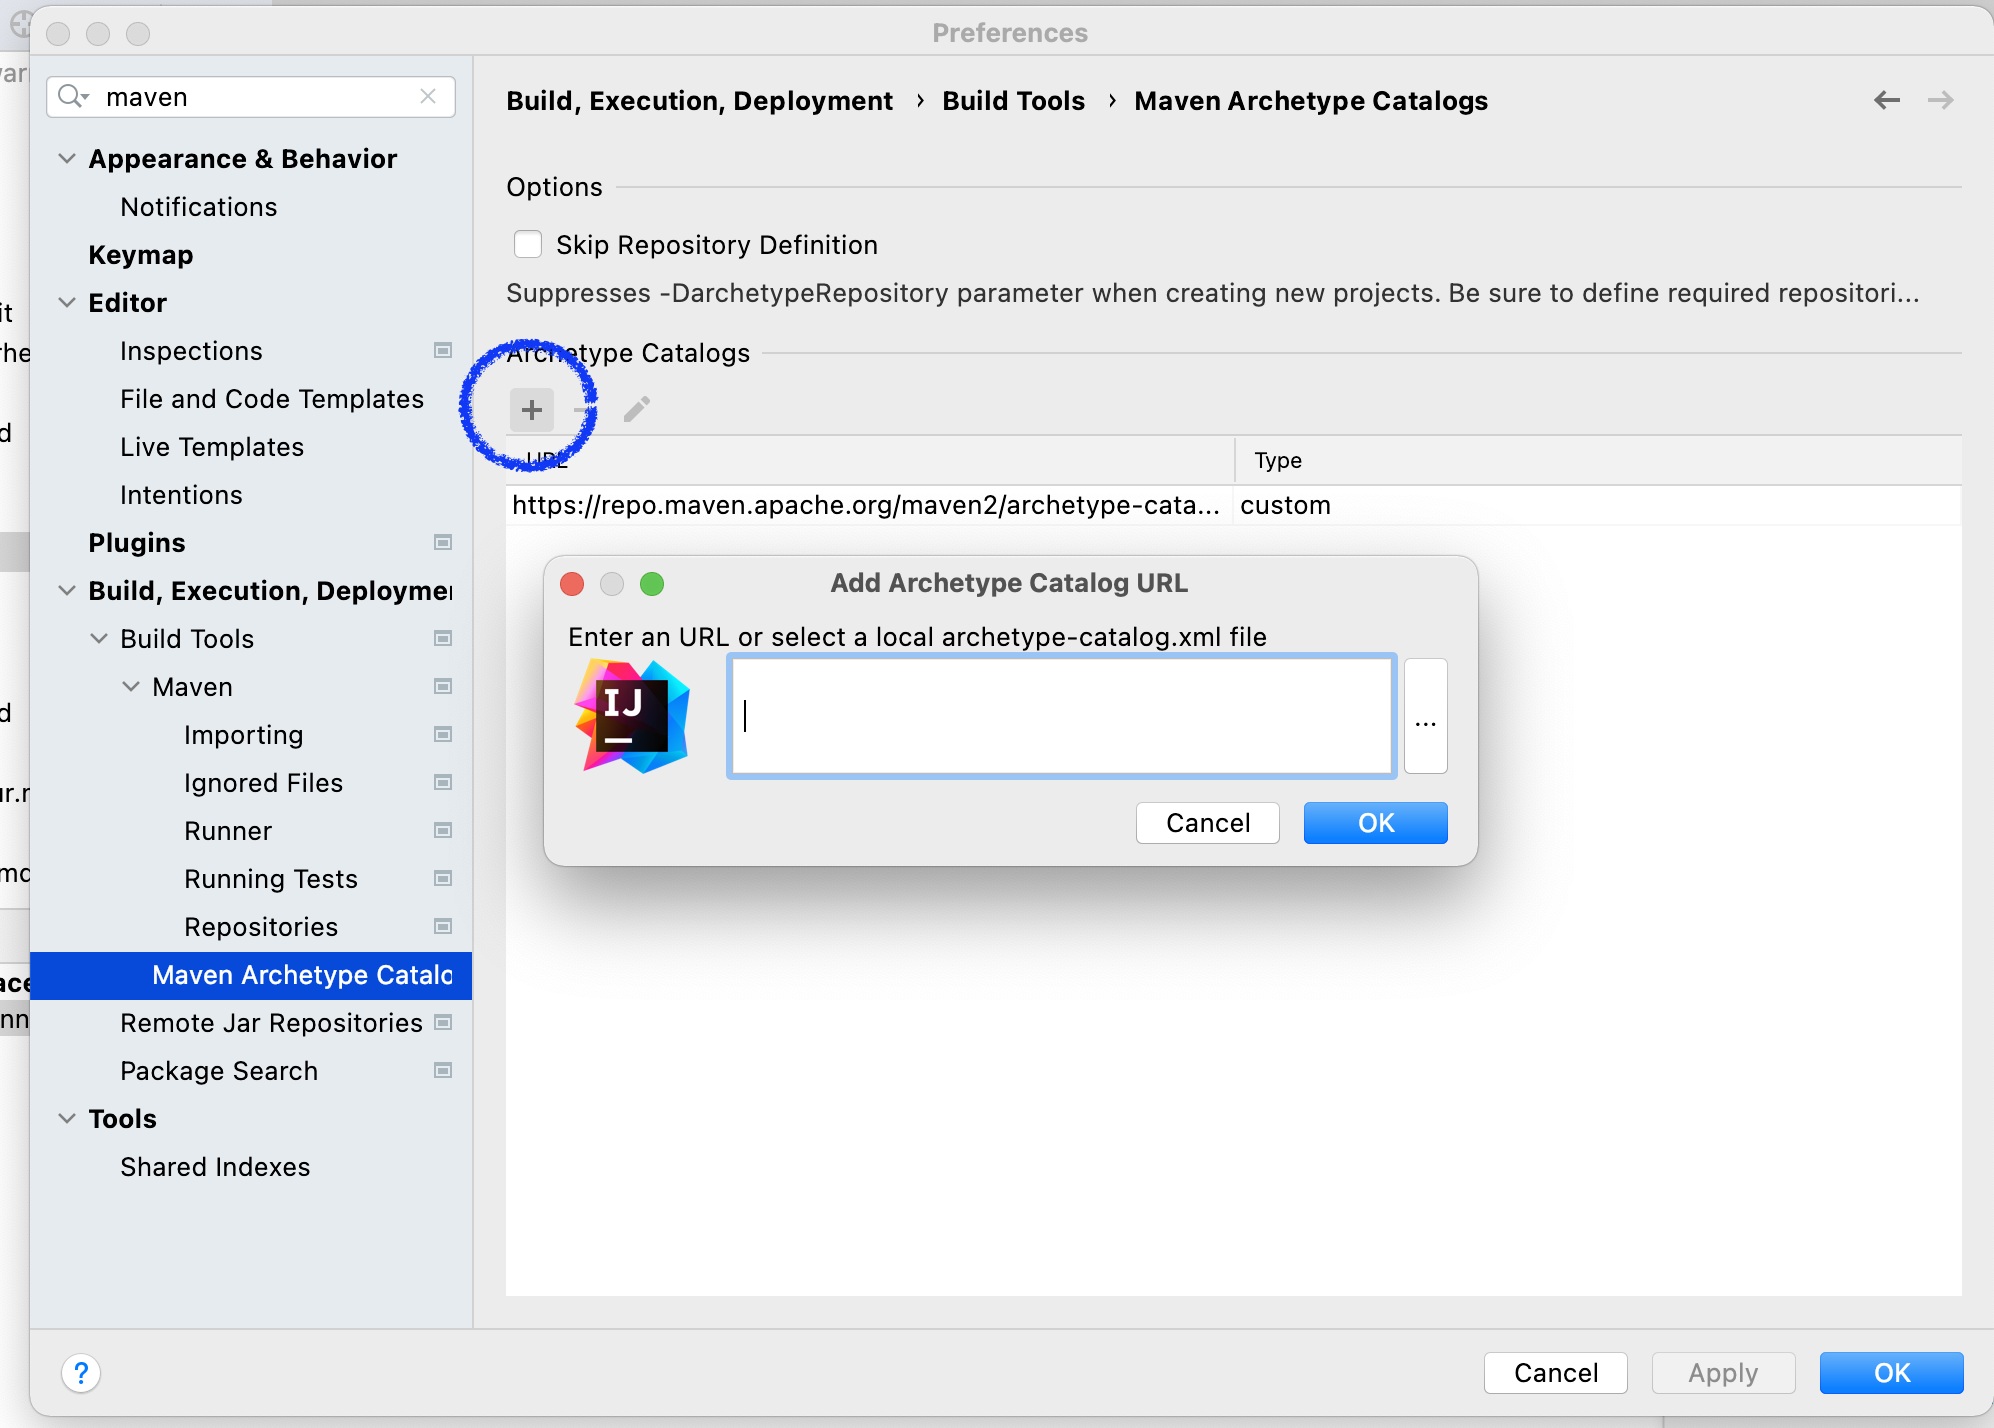 Preferences
maven
Build, Execution, Deployment › Build Tools › Maven Archetype Catalogs
Appearance & Behavior
Notifications
Keymap
Editor
Inspections
File and Code Templates
Live Templates
Intentions
Plugins
Build, Execution, Deploymen
Build Tools
Maven
Importing
Ignored Files
Runner
Running Tests
Repositories
Maven Archetype Catalo
Remote Jar Repositories
Package Search
Tools
Shared Indexes
Options
Skip Repository Definition
Suppresses -DarchetypeRepository parameter when creating new projects. Be sure to define required repositori...
Archetype Catalogs
URL Type
https://repo.maven.apache.org/maven2/archetype-cata... custom
Add Archetype Catalog URL
Enter an URL or select a local archetype-catalog.xml file
IJ
...
Cancel OK
? Cancel Apply OK